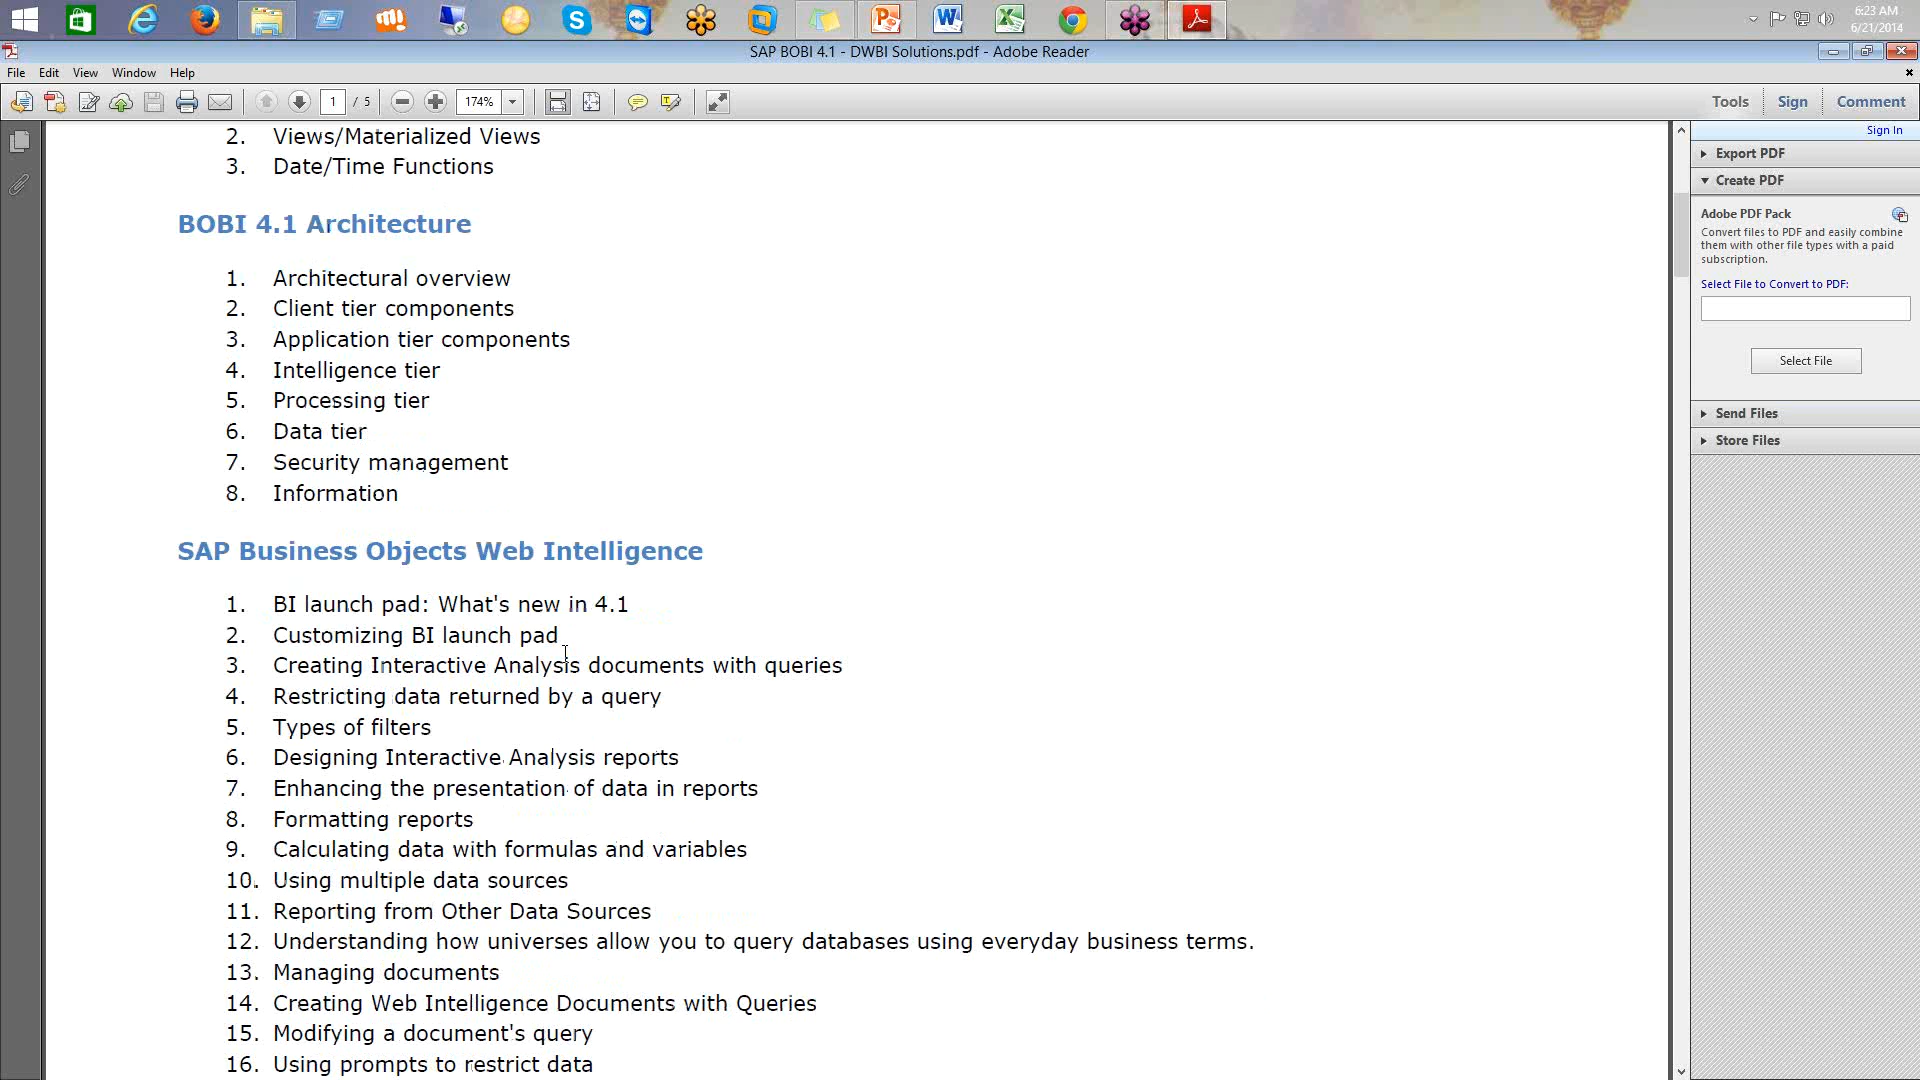 6:23 AM
6/21/2014
SAP BOBI 4.1 - DWBI Solutions.pdf - Adobe Reader
File Edit View Window Help
1 / 5 174% Tools Sign Comment
Sign In
2. Views/Materialized Views
3. Date/Time Functions
BOBI 4.1 Architecture
1. Architectural overview
2. Client tier components
3. Application tier components
4. Intelligence tier
5. Processing tier
6. Data tier
7. Security management
8. Information
SAP Business Objects Web Intelligence
1. BI launch pad: What's new in 4.1
2. Customizing BI launch pad
3. Creating Interactive Analysis documents with queries
4. Restricting data returned by a query
5. Types of filters
6. Designing Interactive Analysis reports
7. Enhancing the presentation of data in reports
8. Formatting reports
9. Calculating data with formulas and variables
10. Using multiple data sources
11. Reporting from Other Data Sources
12. Understanding how universes allow you to query databases using everyday business terms.
13. Managing documents
14. Creating Web Intelligence Documents with Queries
15. Modifying a document's query
16. Using prompts to restrict data
Export PDF
Create PDF
Adobe PDF Pack
Convert files to PDF and easily combine
them with other file types with a paid
subscription.
Select File to Convert to PDF:
Select File
Send Files
Store Files